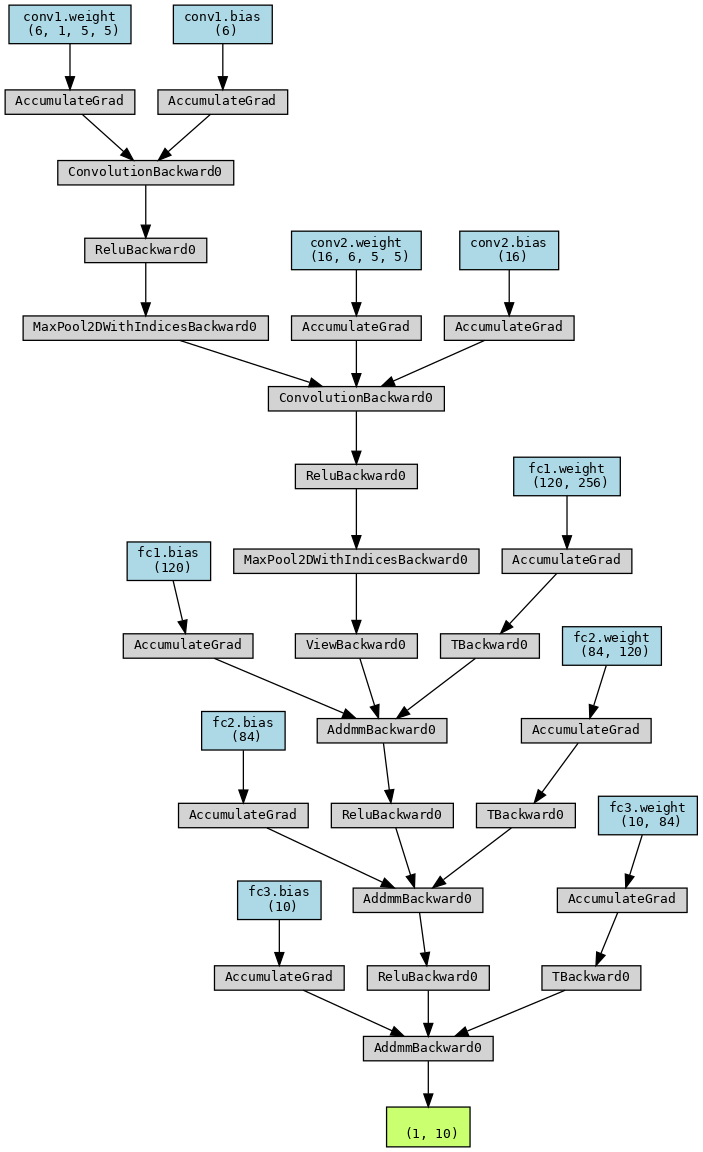 conv1.weight
(6, 1, 5, 5)
conv1.bias
(6)
AccumulateGrad
AccumulateGrad
ConvolutionBackward0
ReluBackward0
conv2.weight
(16, 6, 5, 5)
conv2.bias
(16)
MaxPool2DWithIndicesBackward0
AccumulateGrad
AccumulateGrad
ConvolutionBackward0
ReluBackward0
fc1.weight
(120, 256)
fc1.bias
(120)
MaxPool2DWithIndicesBackward0
AccumulateGrad
AccumulateGrad
ViewBackward0
TBackward0
fc2.weight
(84, 120)
fc2.bias
(84)
AddmmBackward0
AccumulateGrad
AccumulateGrad
ReluBackward0
TBackward0
fc3.weight
(10, 84)
fc3.bias
(10)
AddmmBackward0
AccumulateGrad
AccumulateGrad
ReluBackward0
TBackward0
AddmmBackward0
(1, 10)